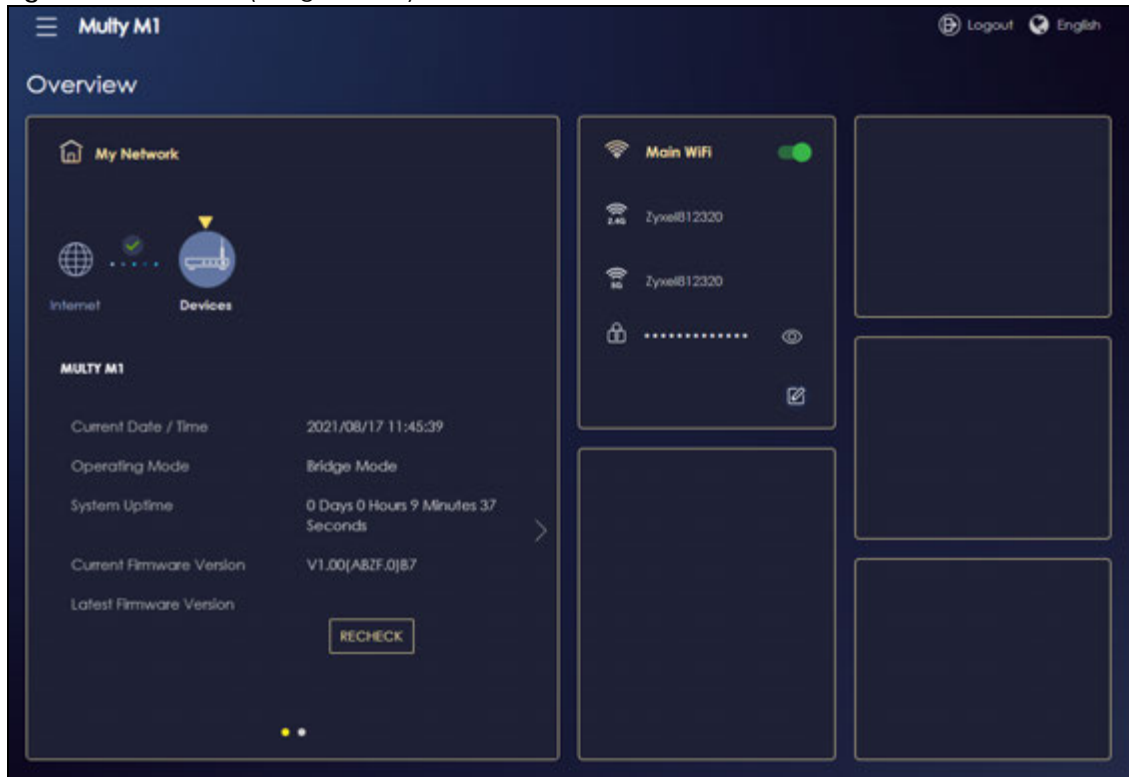 Multy M1
Logout English
Overview
My Network
Internet
Devices
MULTY M1
Current Date / Time 2021/08/17 11:45:39
Operating Mode Bridge Mode
System Uptime 0 Days 0 Hours 9 Minutes 37
Seconds
Current Firmware Version V1.00(ABZF.0)B7
Latest Firmware Version
RECHECK
Main WiFi
2.4G Zyxel812320
5G Zyxel812320